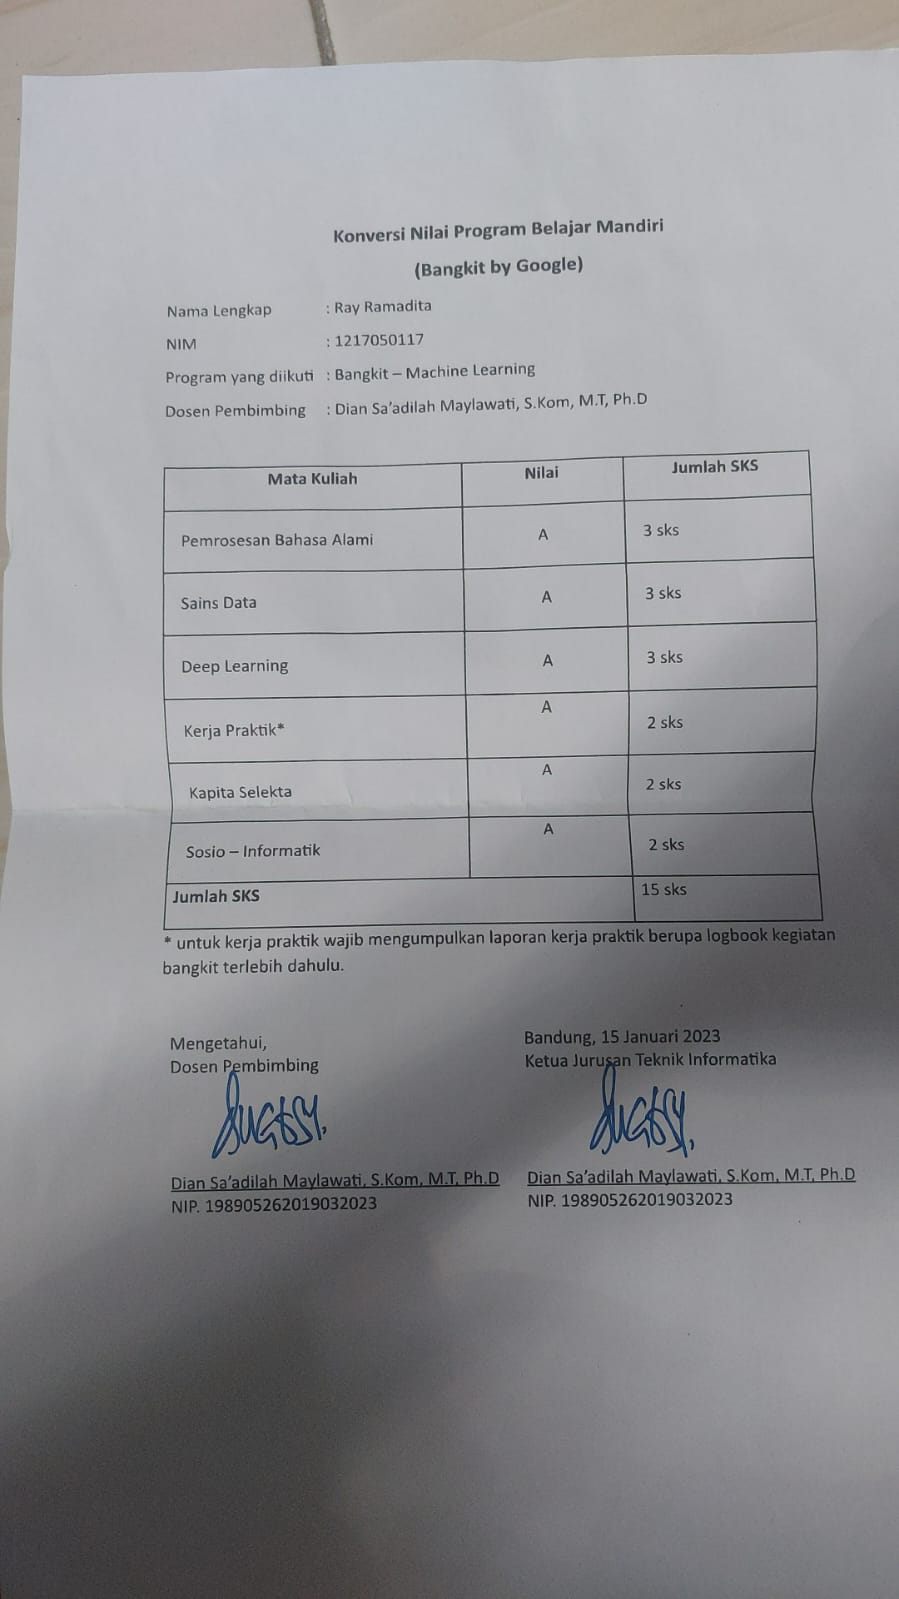 Konversi Nilai Program Belajar Mandiri
(Bangkit by Google)
Nama Lengkap : Ray Ramadita
NIM : 1217050117
Program yang diikuti : Bangkit – Machine Learning
Dosen Pembimbing : Dian Sa'adilah Maylawati, S.Kom, M.T, Ph.D
Mata Kuliah Nilai Jumlah SKS
Pemrosesan Bahasa Alami A 3 sks
Sains Data A 3 sks
Deep Learning A 3 sks
Kerja Praktik* A 2 sks
Kapita Selekta A 2 sks
Sosio – Informatik A 2 sks
Jumlah SKS 15 sks
* untuk kerja praktik wajib mengumpulkan laporan kerja praktik berupa logbook kegiatan
bangkit terlebih dahulu.
Mengetahui, Bandung, 15 Januari 2023
Dosen Pembimbing Ketua Jurusan Teknik Informatika
Dian Sa'adilah Maylawati, S.Kom, M.T, Ph.D Dian Sa'adilah Maylawati, S.Kom, M.T, Ph.D
NIP. 198905262019032023 NIP. 198905262019032023